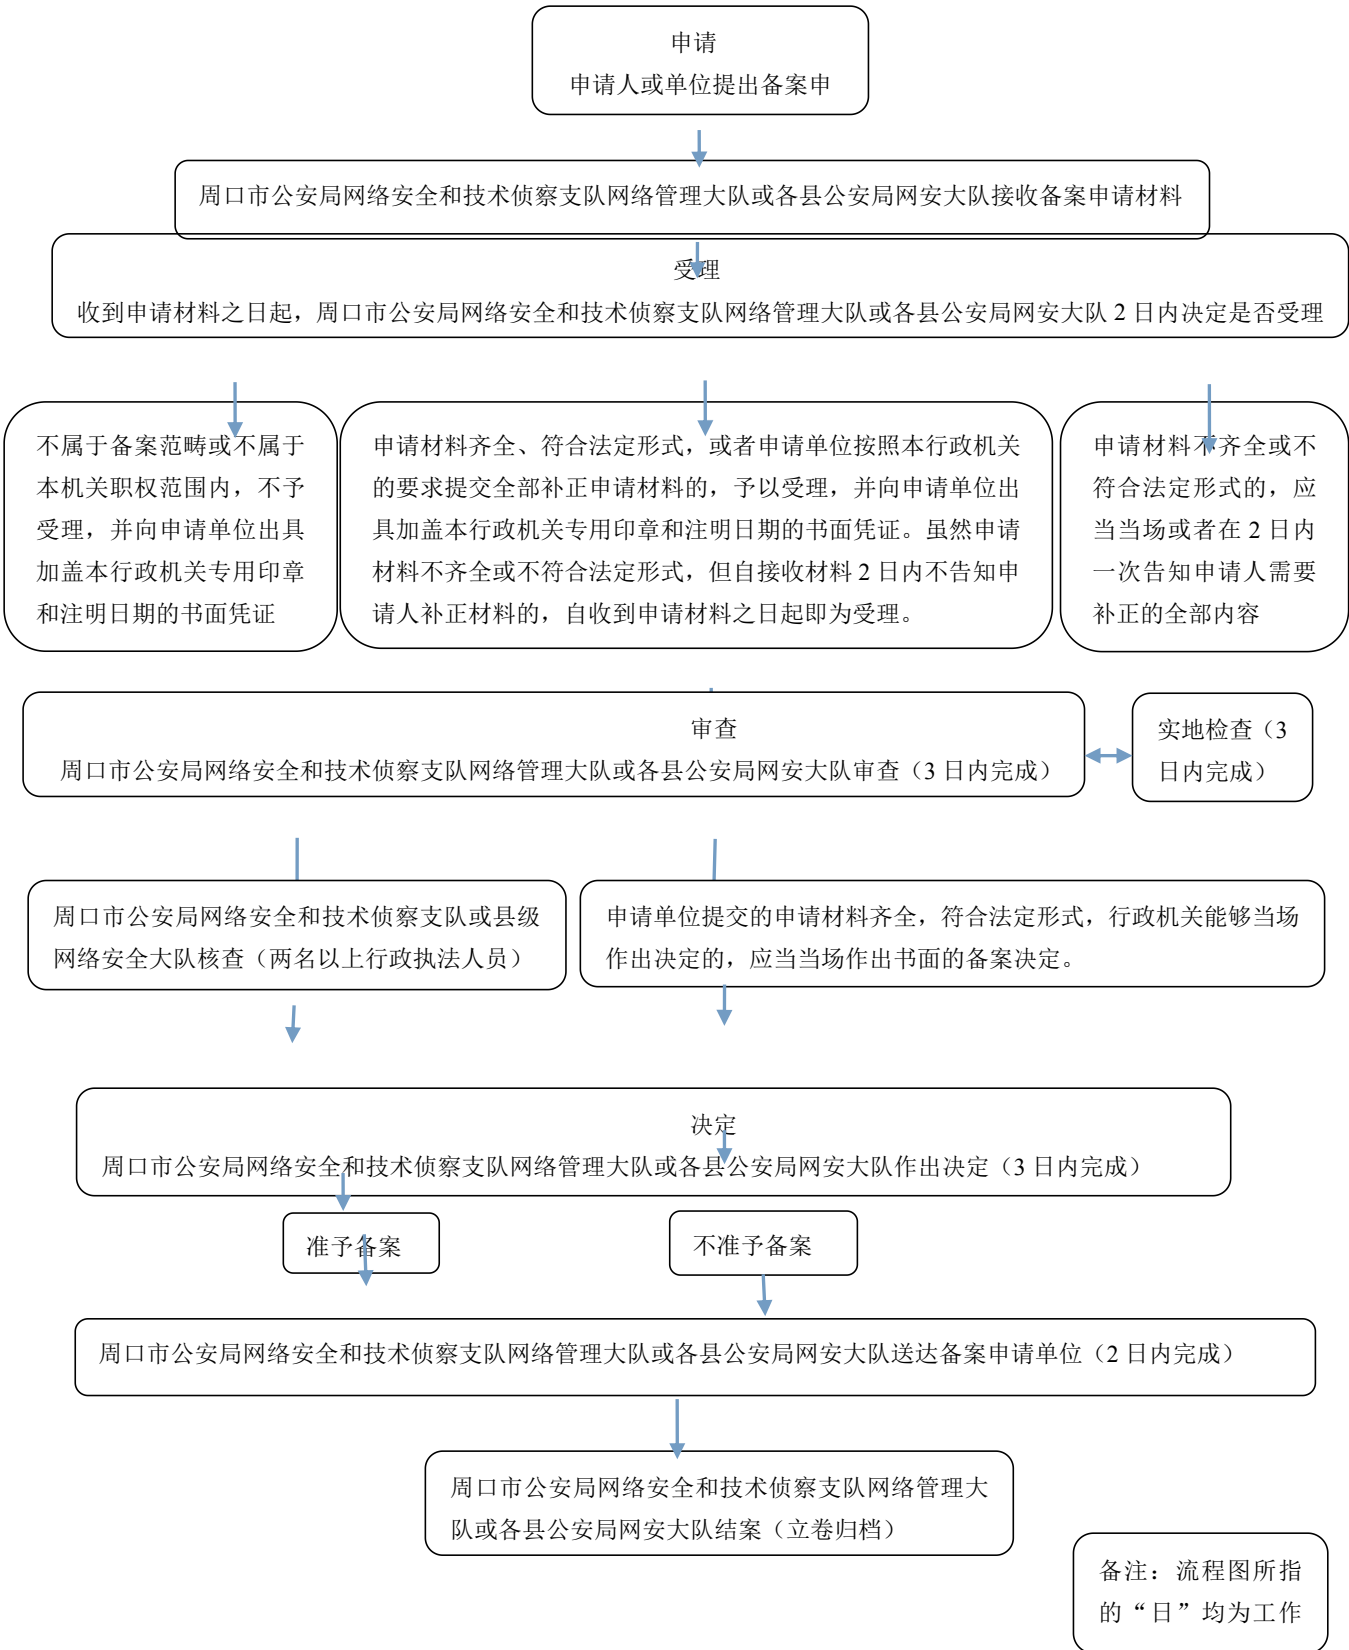 申请
申请人或单位提出备案申
周口市公安局网络安全和技术侦察支队网络管理大队或各县公安局网安大队接收备案申请材料
受理
收到申请材料之日起，周口市公安局网络安全和技术侦察支队网络管理大队或各县公安局网安大队 2 日内决定是否受理
不属于备案范畴或不属于
本机关职权范围内，不予
受理，并向申请单位出具
加盖本行政机关专用印章
和注明日期的书面凭证
申请材料齐全、符合法定形式，或者申请单位按照本行政机关
的要求提交全部补正申请材料的，予以受理，并向申请单位出
具加盖本行政机关专用印章和注明日期的书面凭证。虽然申请
材料不齐全或不符合法定形式，但自接收材料 2 日内不告知申
请人补正材料的，自收到申请材料之日起即为受理。
申请材料不齐全或不
符合法定形式的，应
当当场或者在 2 日内
一次告知申请人需要
补正的全部内容
审查
周口市公安局网络安全和技术侦察支队网络管理大队或各县公安局网安大队审查（3 日内完成）
实地检查（3
日内完成）
周口市公安局网络安全和技术侦察支队或县级
网络安全大队核查（两名以上行政执法人员）
申请单位提交的申请材料齐全，符合法定形式，行政机关能够当场
作出决定的，应当当场作出书面的备案决定。
决定
周口市公安局网络安全和技术侦察支队网络管理大队或各县公安局网安大队作出决定（3 日内完成）
准予备案
不准予备案
周口市公安局网络安全和技术侦察支队网络管理大队或各县公安局网安大队送达备案申请单位（2 日内完成）
周口市公安局网络安全和技术侦察支队网络管理大
队或各县公安局网安大队结案（立卷归档）
备注：流程图所指
的“日”均为工作